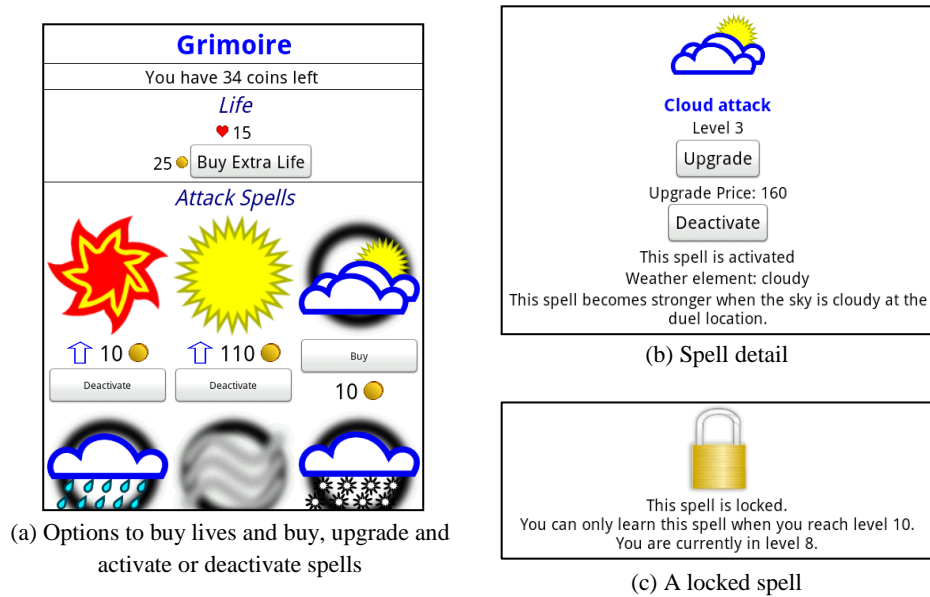 Grimoire
You have 34 coins left
Life
15
25 Buy Extra Life
Attack Spells
10 110
Buy
Deactivate Deactivate
10
(a) Options to buy lives and buy, upgrade and
activate or deactivate spells
Cloud attack
Level 3
Upgrade
Upgrade Price: 160
Deactivate
This spell is activated
Weather element: cloudy
This spell becomes stronger when the sky is cloudy at the
duel location.
(b) Spell detail
This spell is locked.
You can only learn this spell when you reach level 10.
You are currently in level 8.
(c) A locked spell